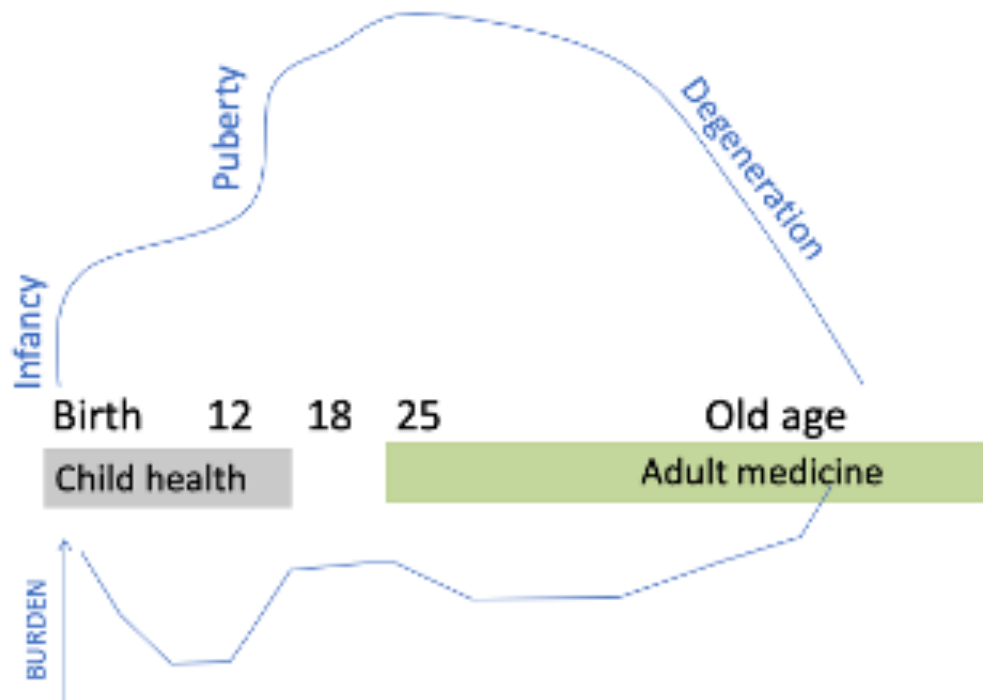 Infancy
Puberty
Degeneration
Birth 12 18 25 Old age
Child health
Adult medicine
BURDEN